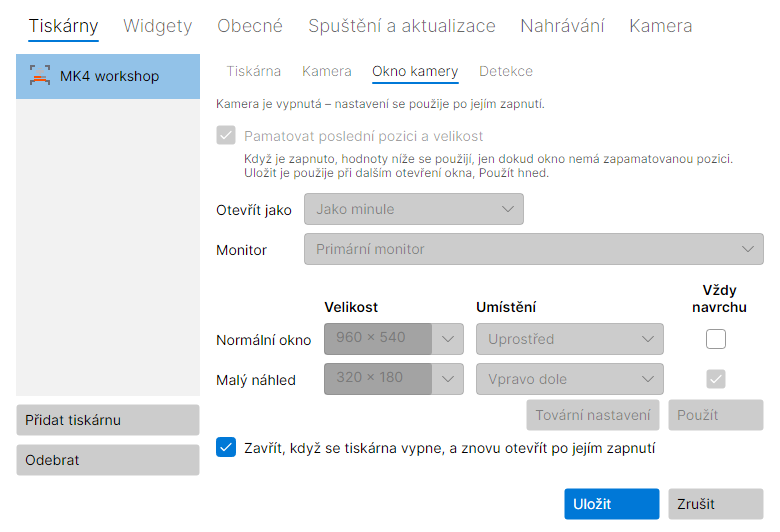 Tiskárny Widgety Obecné Spuštění a aktualizace Nahrávání Kamera
MK4 workshop
Tiskárna Kamera Okno kamery Detekce
Kamera je vypnutá – nastavení se použije po jejím zapnutí.
Pamatovat poslední pozici a velikost
Když je zapnuto, hodnoty níže se použijí, jen dokud okno nemá zapamatovanou pozici.
Uložit je použije při dalším otevření okna, Použít hned.
Otevřít jako Jako minule
Monitor Primární monitor
Velikost Umístění Vždy
navrchu
Normální okno 960 × 540 Uprostřed
Malý náhled 320 × 180 Vpravo dole
Tovární nastavení Použít
Přidat tiskárnu
Zavřít, když se tiskárna vypne, a znovu otevřít po jejím zapnutí
Odebrat
Uložit Zrušit